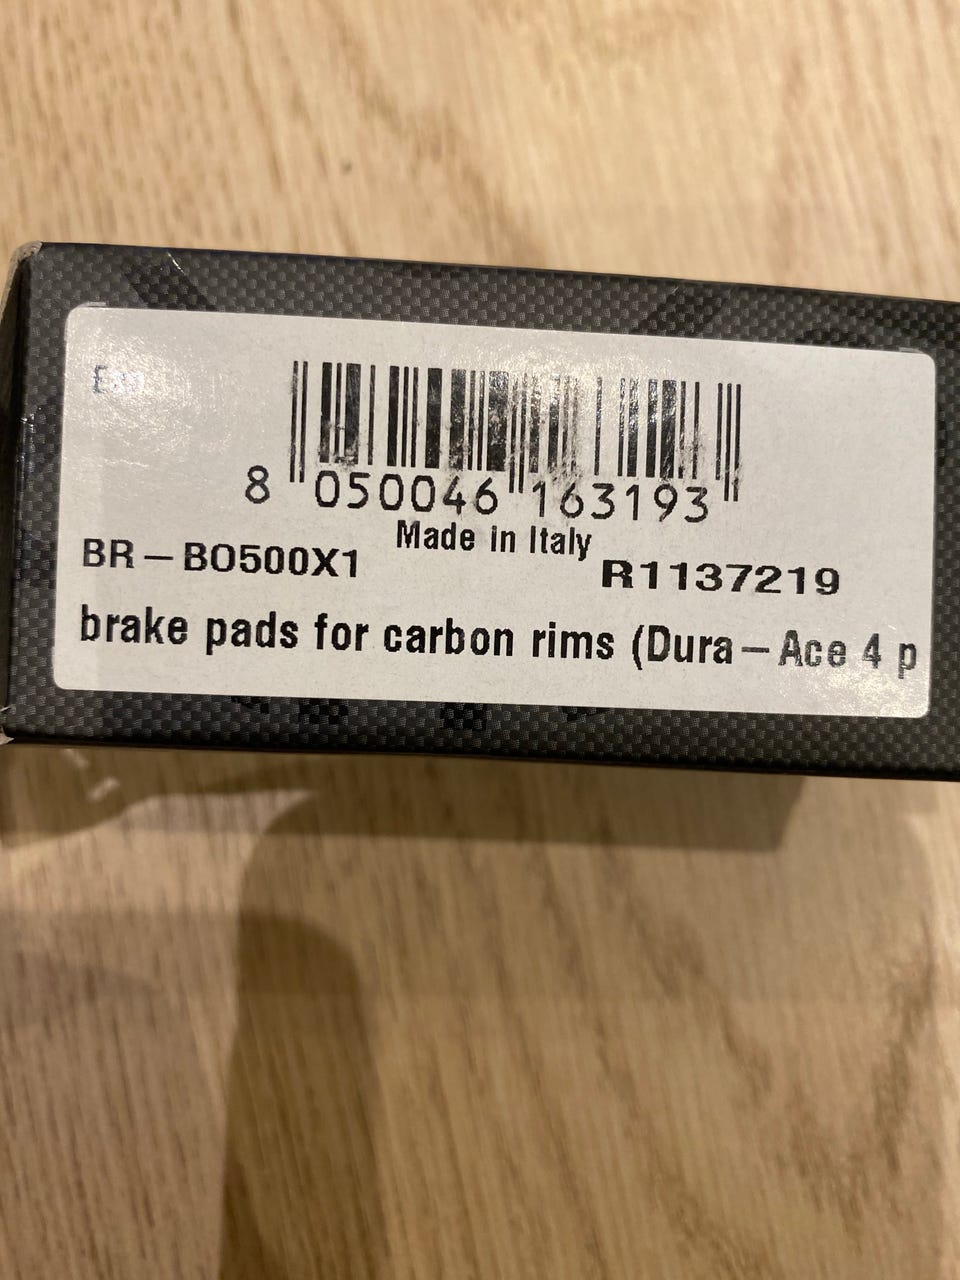 8 050046 163193
Made in Italy
BR-BO500X1
R1137219
brake pads for carbon rims (Dura-Ace 4 p